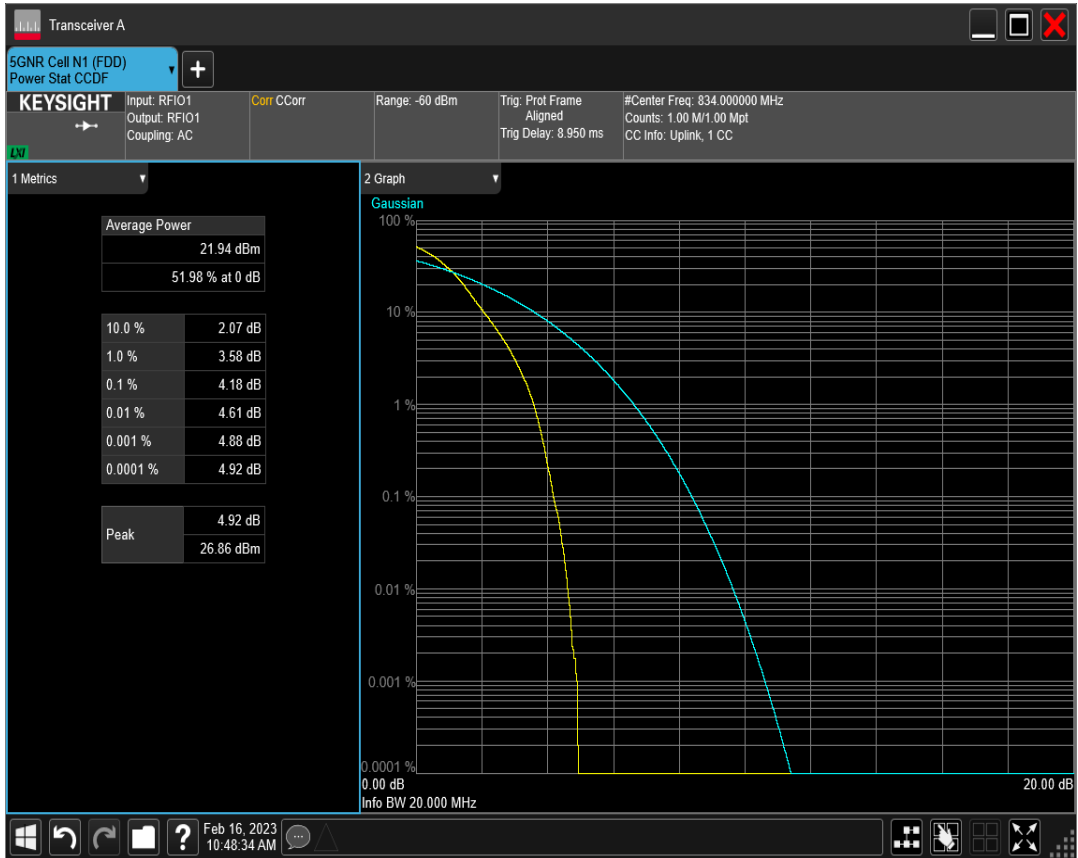 Transceiver A
5GNR Cell N1 (FDD)
Power Stat CCDF
+
KEYSIGHT
LXI
Input: RFIO1
Output: RFIO1
Coupling: AC
Corr CCorr
Range: -60 dBm
Trig: Prot Frame
Aligned
Trig Delay: 8.950 ms
#Center Freq: 834.000000 MHz
Counts: 1.00 M/1.00 Mpt
CC Info: Uplink, 1 CC
1 Metrics
Average Power
21.94 dBm
51.98 % at 0 dB
10.0 % 2.07 dB
1.0 % 3.58 dB
0.1 % 4.18 dB
0.01 % 4.61 dB
0.001 % 4.88 dB
0.0001 % 4.92 dB
Peak
4.92 dB
26.86 dBm
2 Graph
Gaussian
100 %
10 %
1 %
0.1 %
0.01 %
0.001 %
0.0001 %
0.00 dB 20.00 dB
Info BW 20.000 MHz
?
Feb 16, 2023
10:48:34 AM